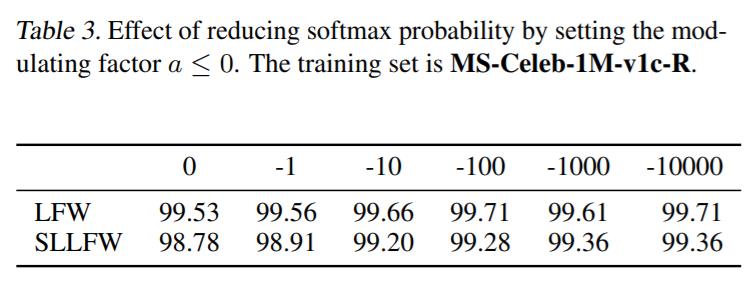 Table 3. Effect of reducing softmax probability by setting the mod-
ulating factor a ≤ 0. The training set is MS-Celeb-1M-v1c-R.
0 -1 -10 -100 -1000 -10000
LFW 99.53 99.56 99.66 99.71 99.61 99.71
SLLFW 98.78 98.91 99.20 99.28 99.36 99.36